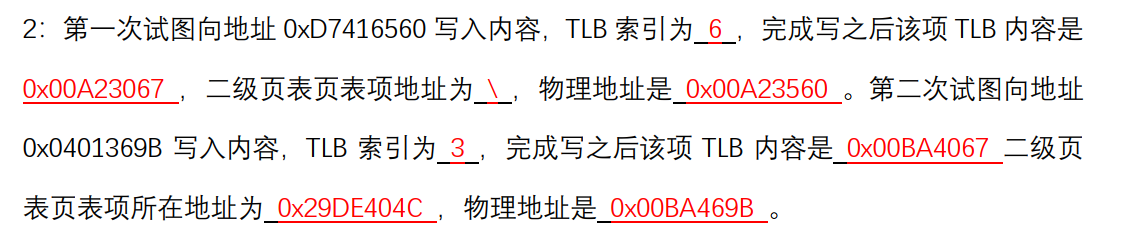 2：第一次试图向地址 0xD7416560 写入内容，TLB 索引为 6 ，完成写之后该项 TLB 内容是
0x00A23067 ，二级页表页表项地址为 \ ，物理地址是 0x00A23560 。第二次试图向地址
0x0401369B 写入内容，TLB 索引为 3 ，完成写之后该项 TLB 内容是 0x00BA4067 二级页
表页表项所在地址为 0x29DE404C ，物理地址是 0x00BA469B 。